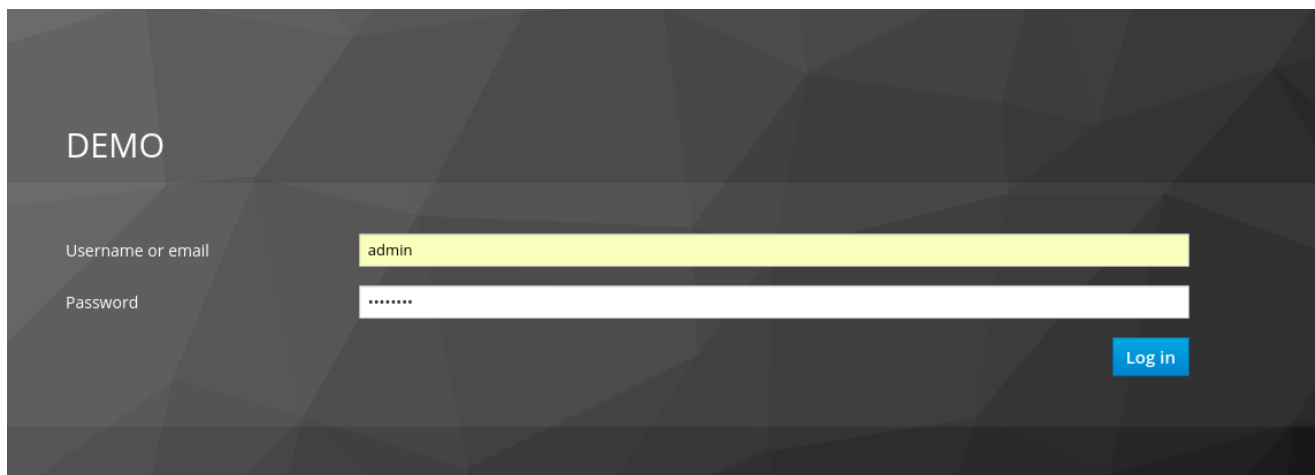 DEMO
Username or email admin
Password ••••••••
Log in